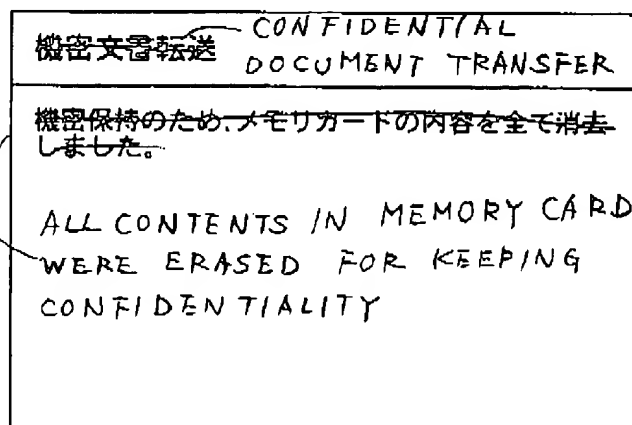 機密文書転送
CONFIDENTIAL
DOCUMENT TRANSFER
機密保持のため、メモリカードの内容を全て消去
しました。
ALL CONTENTS IN MEMORY CARD
WERE ERASED FOR KEEPING
CONFIDENTIALITY